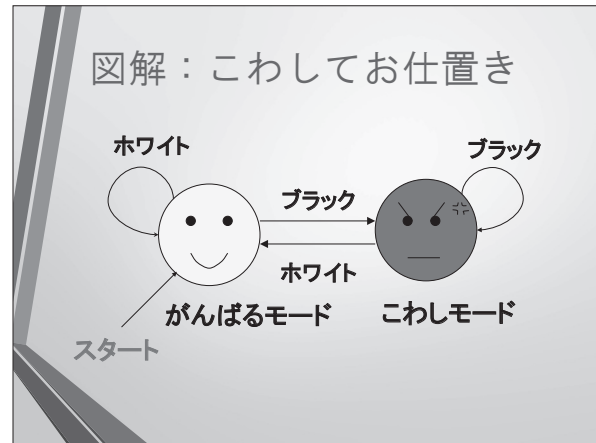 図解：こわしてお仕置き
ホワイト
ブラック
ブラック
ホワイト
がんばるモード
こわしモード
スタート